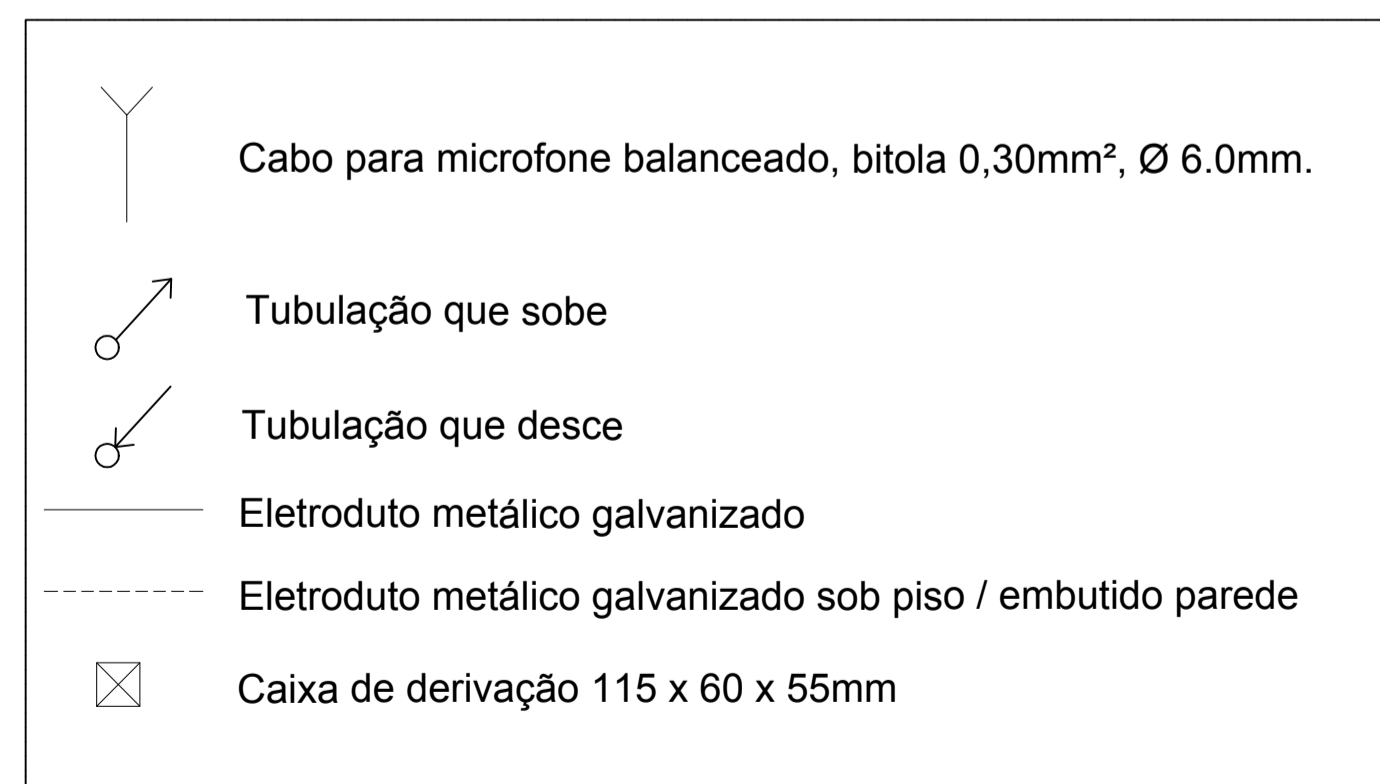 Cabo para microfone balanceado, bitola 0,30mm², Ø 6.0mm.
Tubulação que sobe
Tubulação que desce
Eletroduto metálico galvanizado
Eletroduto metálico galvanizado sob piso / embutido parede
Caixa de derivação 115 x 60 x 55mm